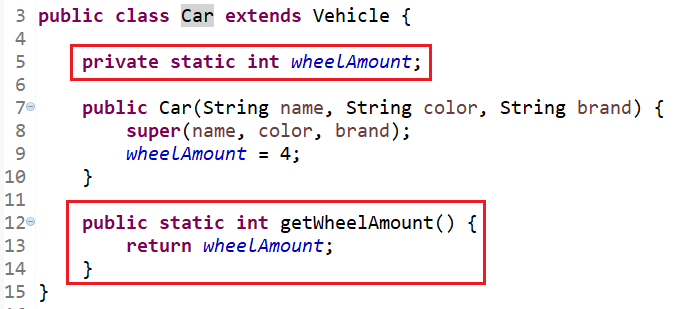 3 public class Car extends Vehicle {
4
5 private static int wheelAmount;
6
7 public Car(String name, String color, String brand) {
8 super(name, color, brand);
9 wheelAmount = 4;
10 }
11
12 public static int getWheelAmount() {
13 return wheelAmount;
14 }
15 }